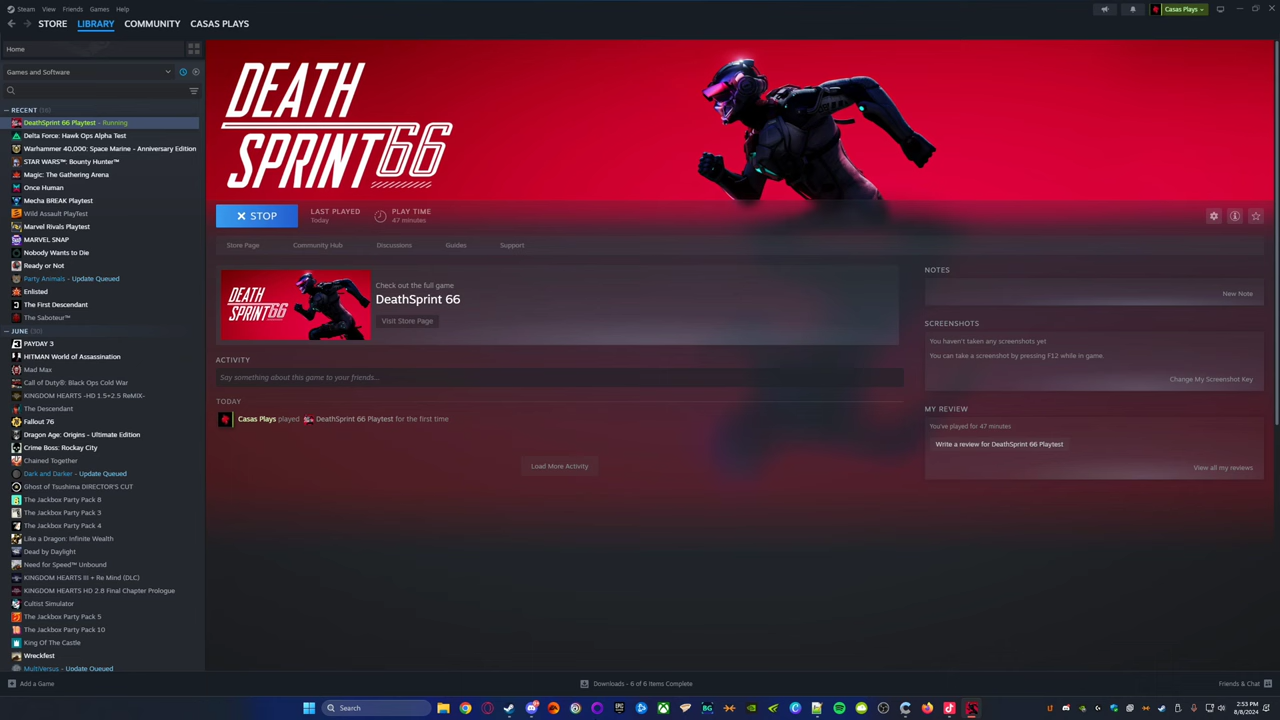 Steam View Friends Games Help
Casas Plays
STORE LIBRARY COMMUNITY CASAS PLAYS
Home
Games and Software
RECENT (16)
DeathSprint 66 Playtest - Running
Delta Force: Hawk Ops Alpha Test
Warhammer 40,000: Space Marine - Anniversary Edition
STAR WARS™: Bounty Hunter™
Magic: The Gathering Arena
Once Human
Mecha BREAK Playtest
Wild Assault PlayTest
Marvel Rivals Playtest
MARVEL SNAP
Nobody Wants to Die
Ready or Not
Party Animals - Update Queued
Enlisted
The First Descendant
The Saboteur™
JUNE (30)
PAYDAY 3
HITMAN World of Assassination
Mad Max
Call of Duty®: Black Ops Cold War
KINGDOM HEARTS -HD 1.5+2.5 ReMIX-
The Descendant
Fallout 76
Dragon Age: Origins - Ultimate Edition
Crime Boss: Rockay City
Chained Together
Dark and Darker - Update Queued
Ghost of Tsushima DIRECTOR'S CUT
The Jackbox Party Pack 8
The Jackbox Party Pack 3
The Jackbox Party Pack 4
Like a Dragon: Infinite Wealth
Dead by Daylight
Need for Speed™ Unbound
KINGDOM HEARTS III + Re Mind (DLC)
KINGDOM HEARTS HD 2.8 Final Chapter Prologue
Cultist Simulator
The Jackbox Party Pack 5
The Jackbox Party Pack 10
King Of The Castle
Wreckfest
MultiVersus - Update Queued
DEATH
SPRINT 66
STOP
LAST PLAYED
Today
PLAY TIME
47 minutes
Store Page Community Hub Discussions Guides Support
DEATH
SPRINT 66
Check out the full game
DeathSprint 66
Visit Store Page
ACTIVITY
Say something about this game to your friends...
TODAY
Casas Plays played DeathSprint 66 Playtest for the first time
Load More Activity
NOTES
New Note
SCREENSHOTS
You haven't taken any screenshots yet
You can take a screenshot by pressing F12 while in game.
Change My Screenshot Key
MY REVIEW
You've played for 47 minutes
Write a review for DeathSprint 66 Playtest
View all my reviews
Add a Game
Downloads - 6 of 6 Items Complete
Friends & Chat
Search
2:53 PM
8/8/2024